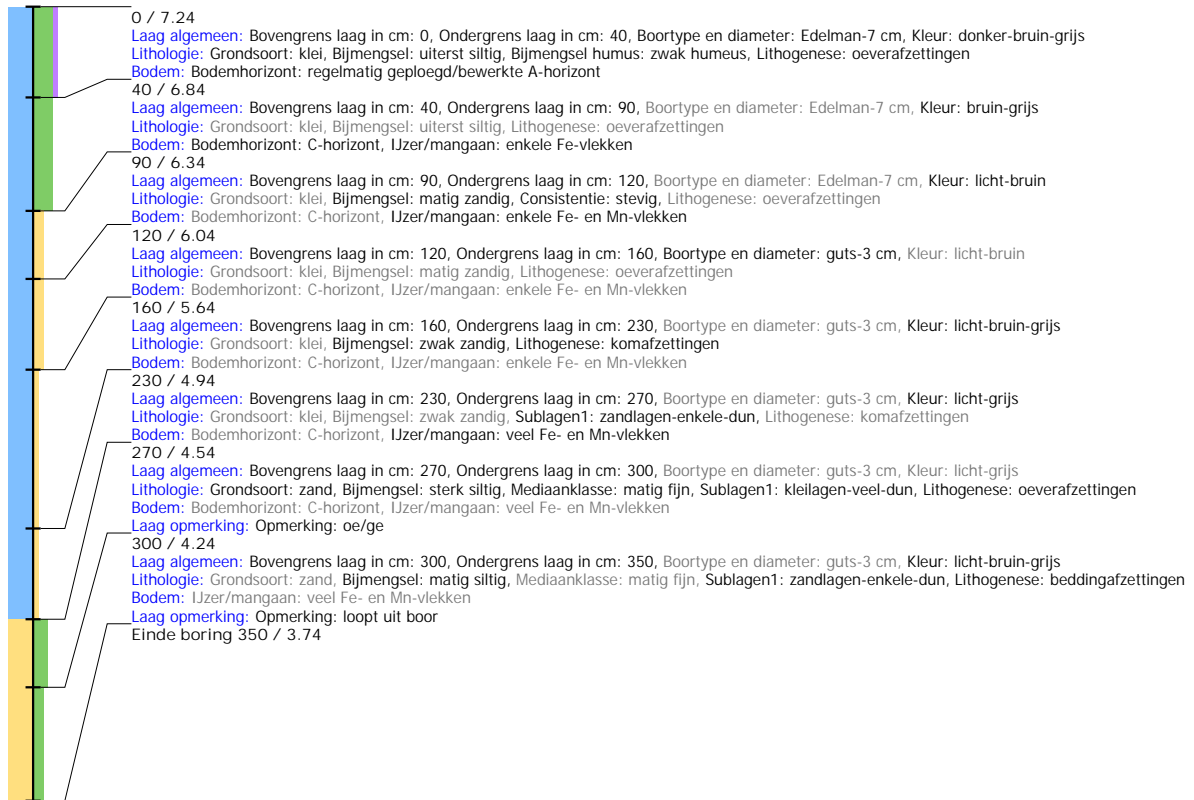 0 / 7.24
Laag algemeen: Bovengrens laag in cm: 0, Ondergrens laag in cm: 40, Boortype en diameter: Edelman-7 cm, Kleur: donker-bruin-grijs
Lithologie: Grondsoort: klei, Bijmengsel: uiterst siltig, Bijmengsel humus: zwak humeus, Lithogenese: oeverafzettingen
Bodem: Bodemhorizont: regelmatig geploegd/bewerkte A-horizont
40 / 6.84
Laag algemeen: Bovengrens laag in cm: 40, Ondergrens laag in cm: 90, Boortype en diameter: Edelman-7 cm, Kleur: bruin-grijs
Lithologie: Grondsoort: klei, Bijmengsel: uiterst siltig, Lithogenese: oeverafzettingen
Bodem: Bodemhorizont: C-horizont, IJzer/mangaan: enkele Fe-vlekken
90 / 6.34
Laag algemeen: Bovengrens laag in cm: 90, Ondergrens laag in cm: 120, Boortype en diameter: Edelman-7 cm, Kleur: licht-bruin
Lithologie: Grondsoort: klei, Bijmengsel: matig zandig, Consistentie: stevig, Lithogenese: oeverafzettingen
Bodem: Bodemhorizont: C-horizont, IJzer/mangaan: enkele Fe- en Mn-vlekken
120 / 6.04
Laag algemeen: Bovengrens laag in cm: 120, Ondergrens laag in cm: 160, Boortype en diameter: guts-3 cm, Kleur: licht-bruin
Lithologie: Grondsoort: klei, Bijmengsel: matig zandig, Lithogenese: oeverafzettingen
Bodem: Bodemhorizont: C-horizont, IJzer/mangaan: enkele Fe- en Mn-vlekken
160 / 5.64
Laag algemeen: Bovengrens laag in cm: 160, Ondergrens laag in cm: 230, Boortype en diameter: guts-3 cm, Kleur: licht-bruin-grijs
Lithologie: Grondsoort: klei, Bijmengsel: zwak zandig, Lithogenese: komafzettingen
Bodem: Bodemhorizont: C-horizont, IJzer/mangaan: enkele Fe- en Mn-vlekken
230 / 4.94
Laag algemeen: Bovengrens laag in cm: 230, Ondergrens laag in cm: 270, Boortype en diameter: guts-3 cm, Kleur: licht-grijs
Lithologie: Grondsoort: klei, Bijmengsel: zwak zandig, Sublagen1: zandlagen-enkele-dun, Lithogenese: komafzettingen
Bodem: Bodemhorizont: C-horizont, IJzer/mangaan: veel Fe- en Mn-vlekken
270 / 4.54
Laag algemeen: Bovengrens laag in cm: 270, Ondergrens laag in cm: 300, Boortype en diameter: guts-3 cm, Kleur: licht-grijs
Lithologie: Grondsoort: zand, Bijmengsel: sterk siltig, Mediaanklasse: matig fijn, Sublagen1: kleilagen-veel-dun, Lithogenese: oeverafzettingen
Bodem: Bodemhorizont: C-horizont, IJzer/mangaan: veel Fe- en Mn-vlekken
Laag opmerking: Opmerking: oe/ge
300 / 4.24
Laag algemeen: Bovengrens laag in cm: 300, Ondergrens laag in cm: 350, Boortype en diameter: guts-3 cm, Kleur: licht-bruin-grijs
Lithologie: Grondsoort: zand, Bijmengsel: matig siltig, Mediaanklasse: matig fijn, Sublagen1: zandlagen-enkele-dun, Lithogenese: beddingafzettingen
Bodem: IJzer/mangaan: veel Fe- en Mn-vlekken
Laag opmerking: Opmerking: loopt uit boor
Einde boring 350 / 3.74